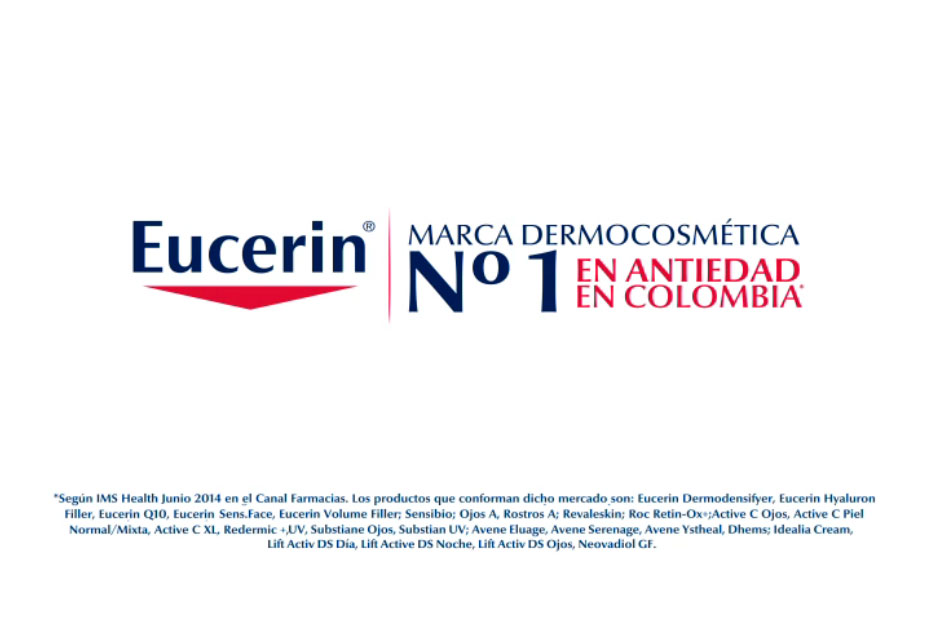 Eucerin®
MARCA DERMOCOSMÉTICA
Nº 1 EN ANTIEDAD
EN COLOMBIA*
*Según IMS Health Junio 2014 en el Canal Farmacias. Los productos que conforman dicho mercado son: Eucerin Dermodensifyer, Eucerin Hyaluron
Filler, Eucerin Q10, Eucerin Sens.Face, Eucerin Volume Filler; Sensibio; Ojos A, Rostros A; Revaleskin; Roc Retin-Ox+;Active C Ojos, Active C Piel
Normal/Mixta, Active C XL, Redermic +,UV, Substiane Ojos, Substian UV; Avene Eluage, Avene Serenage, Avene Ystheal, Dhems; Idealia Cream,
Lift Activ DS Día, Lift Active DS Noche, Lift Activ DS Ojos, Neovadiol GF.